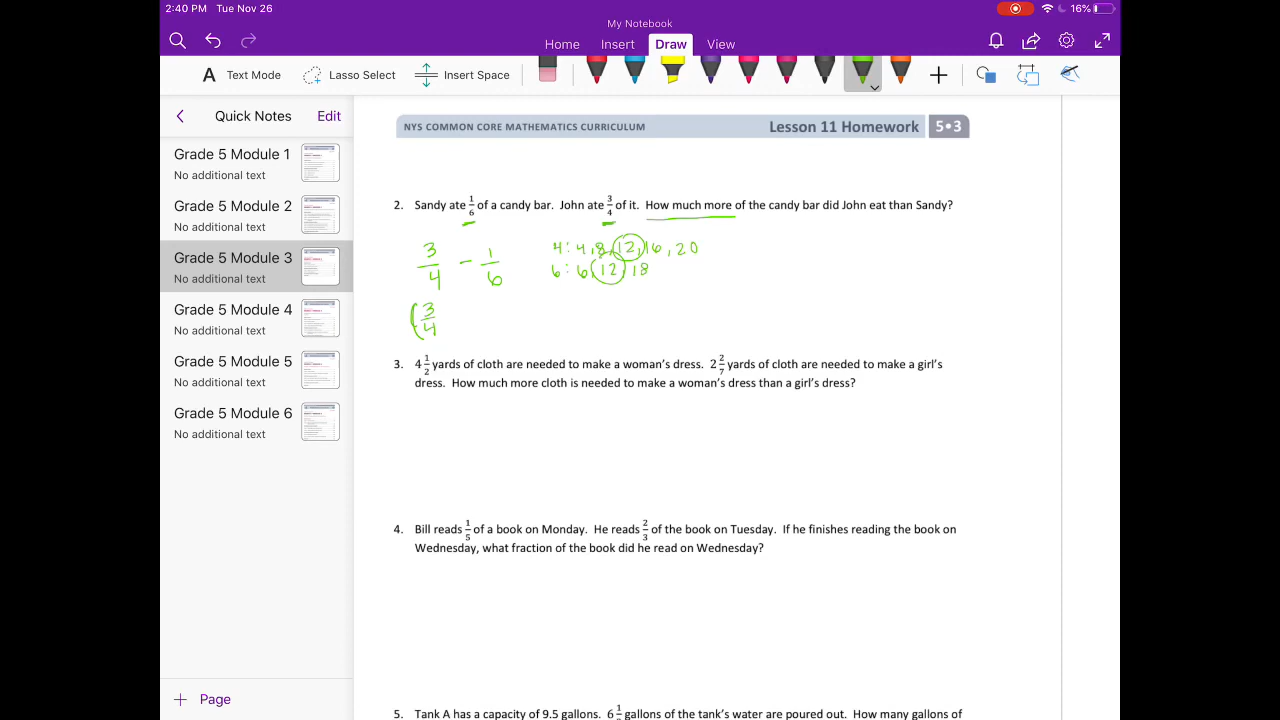 2:40 PM Tue Nov 26
16%
My Notebook
Home Insert Draw View
A Text Mode Lasso Select Insert Space
Quick Notes Edit
Grade 5 Module 1
No additional text
Grade 5 Module 2
No additional text
Grade 5 Module 3
No additional text
Grade 5 Module 4
No additional text
Grade 5 Module 5
No additional text
Grade 5 Module 6
No additional text
+ Page
NYS COMMON CORE MATHEMATICS CURRICULUM Lesson 11 Homework 5•3
2. Sandy ate 1/6 of a candy bar. John ate 3/4 of it. How much more of the candy bar did John eat than Sandy?
3/4 - 1/6
4: 4, 8, 12, 16, 20
6: 6, 12, 18
(3/4
3. 4 1/2 yards of cloth are needed to make a woman's dress. 2 2/7 yards of cloth are needed to make a girl's
dress. How much more cloth is needed to make a woman's dress than a girl's dress?
4. Bill reads 1/5 of a book on Monday. He reads 2/3 of the book on Tuesday. If he finishes reading the book on
Wednesday, what fraction of the book did he read on Wednesday?
5. Tank A has a capacity of 9.5 gallons. 6 1/ gallons of the tank's water are poured out. How many gallons of